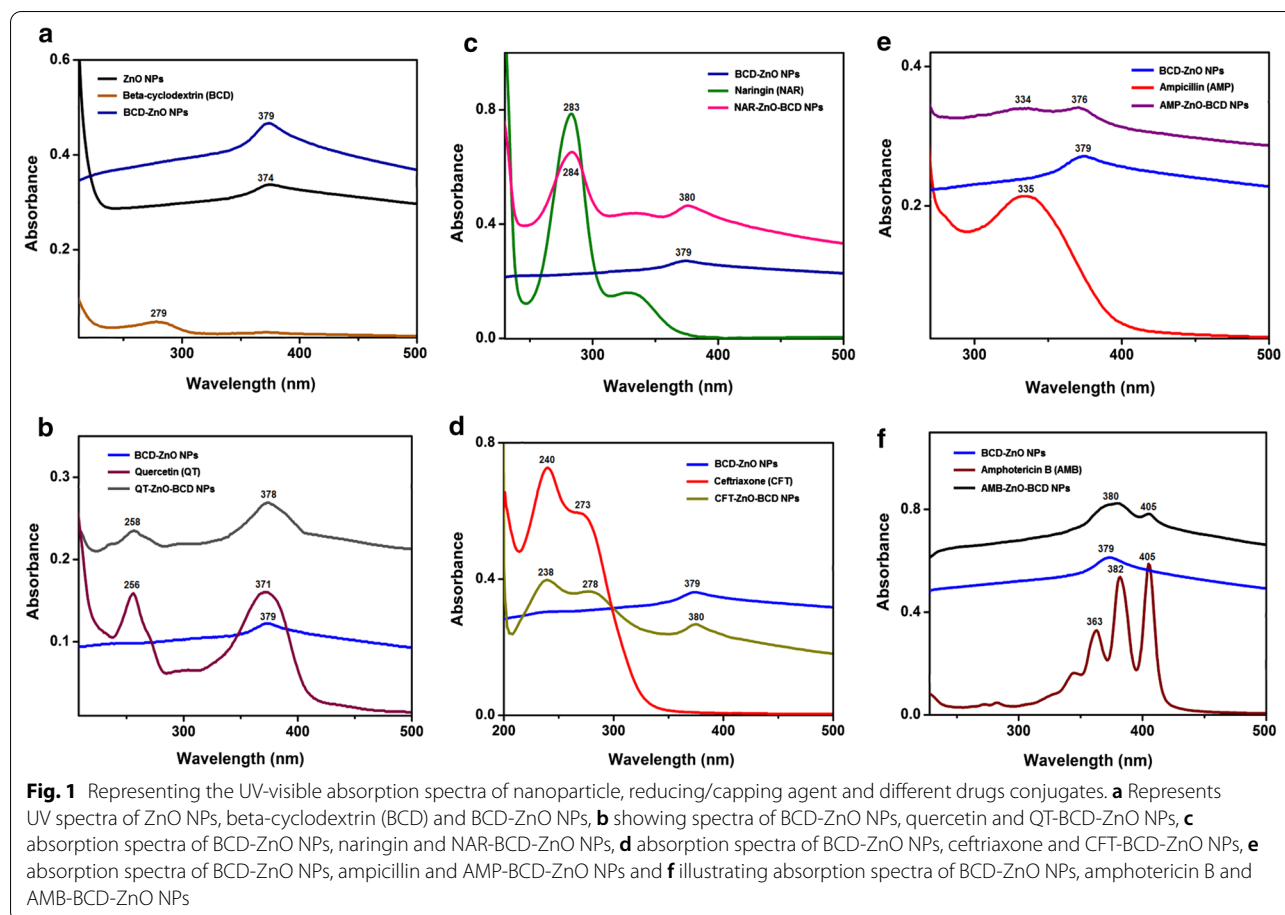 a
0.6
0.4
0.2
ZnO NPs
Beta-cyclodextrin (BCD)
BCD-ZnO NPs
379
374
279
Absorbance
300
400
500
Wavelength (nm)
c
0.8
0.4
0.0
BCD-ZnO NPs
Naringin (NAR)
NAR-ZnO-BCD NPs
283
284
380
379
Absorbance
300
400
500
Wavelength (nm)
e
0.4
0.2
BCD-ZnO NPs
Ampicillin (AMP)
AMP-ZnO-BCD NPs
334
376
379
335
Absorbance
300
400
500
Wavelength (nm)
b
0.3
0.2
0.1
BCD-ZnO NPs
Quercetin (QT)
QT-ZnO-BCD NPs
378
258
256
371
379
Absorbance
300
400
500
Wavelength (nm)
d
0.8
0.4
0.0
BCD-ZnO NPs
Ceftriaxone (CFT)
CFT-ZnO-BCD NPs
240
273
238
278
379
380
Absorbance
200
300
400
500
Wavelength (nm)
f
0.8
0.4
0.0
BCD-ZnO NPs
Amphotericin B (AMB)
AMB-ZnO-BCD NPs
380
405
379
405
382
363
Absorbance
300
400
500
Wavelength (nm)
Fig. 1 Representing the UV-visible absorption spectra of nanoparticle, reducing/capping agent and different drugs conjugates. a Represents
UV spectra of ZnO NPs, beta-cyclodextrin (BCD) and BCD-ZnO NPs, b showing spectra of BCD-ZnO NPs, quercetin and QT-BCD-ZnO NPs, c
absorption spectra of BCD-ZnO NPs, naringin and NAR-BCD-ZnO NPs, d absorption spectra of BCD-ZnO NPs, ceftriaxone and CFT-BCD-ZnO NPs, e
absorption spectra of BCD-ZnO NPs, ampicillin and AMP-BCD-ZnO NPs and f illustrating absorption spectra of BCD-ZnO NPs, amphotericin B and
AMB-BCD-ZnO NPs